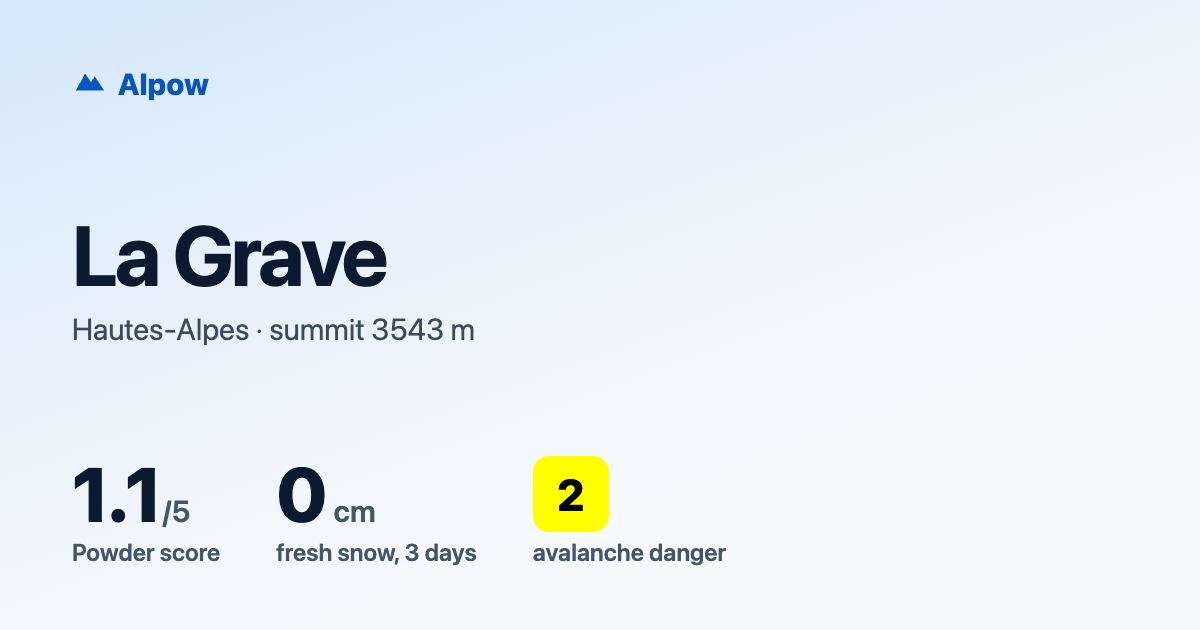 Alpow
La Grave
Hautes-Alpes · summit 3543 m
1.1/5
Powder score
0 cm
fresh snow, 3 days
2
avalanche danger